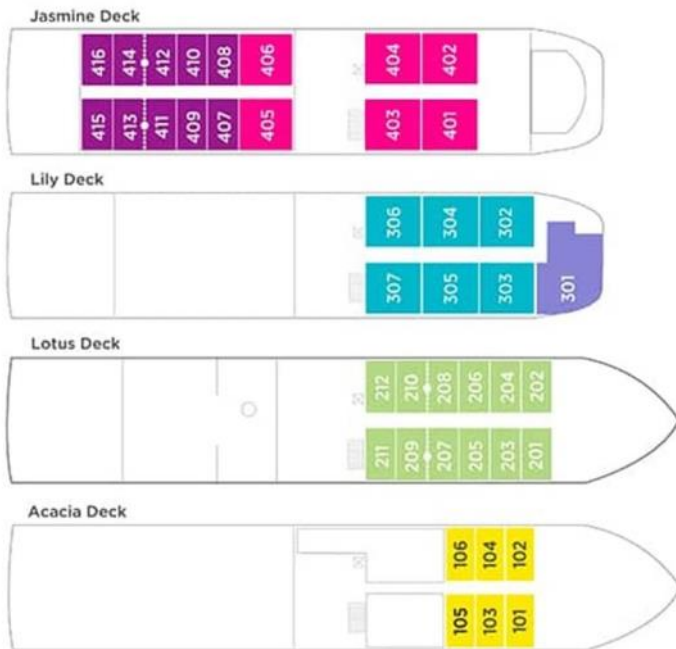 Jasmine Deck
416 414 412 410 408 406 404 402
415 413 411 409 407 405 403 401
Lily Deck
306 304 302
307 305 303 301
Lotus Deck
212 210 208 206 204 202
211 209 207 205 203 201
Acacia Deck
106 104 102
105 103 101